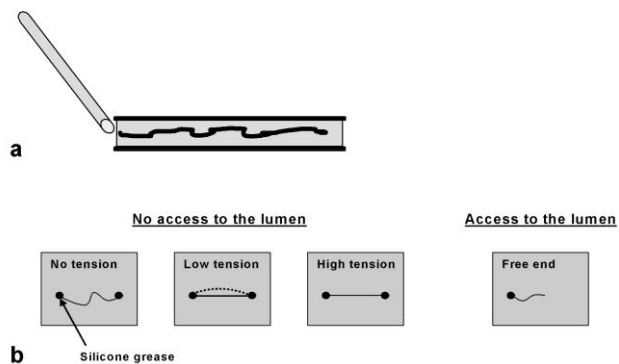 a
No access to the lumen
Access to the lumen
No tension
Low tension
High tension
Free end
b
Silicone grease